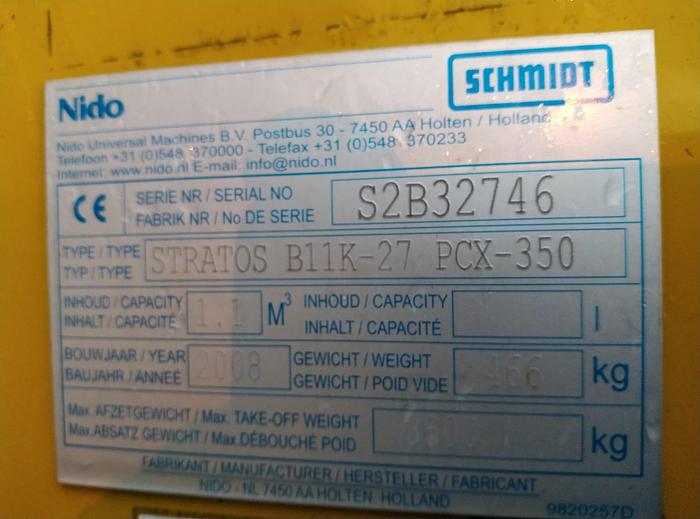 Nido
SCHMIDT
Nido Universal Machines B.V. Postbus 30 - 7450 AA Holten / Holland
Telefoon +31 (0)548 370000 - Telefax +31 (0)548 370233
Internet: www.nido.nl E-mail: info@nido.nl
CE
SERIE NR / SERIAL NO
FABRIK NR / No DE SERIE
S2B32746
TYPE / TYPE
TYP / TYPE
STRATOS B11K-27 PCX-350
INHOUD / CAPACITY
INHALT / CAPACITÉ
1.1 M³
INHOUD / CAPACITY
INHALT / CAPACITÉ
l
BOUWJAAR / YEAR
BAUJAHR / ANNEÉ
2008
GEWICHT / WEIGHT
GEWICHT / POID VIDE
466 kg
Max. AFZETGEWICHT / Max. TAKE-OFF WEIGHT
Max. ABSATZ GEWICHT / Max. DÉBOUCHÉ POID
kg
FABRIKANT / MANUFACTURER / HERSTELLER / FABRICANT
NIDO - NL 7450 AA HOLTEN HOLLAND
9820257D